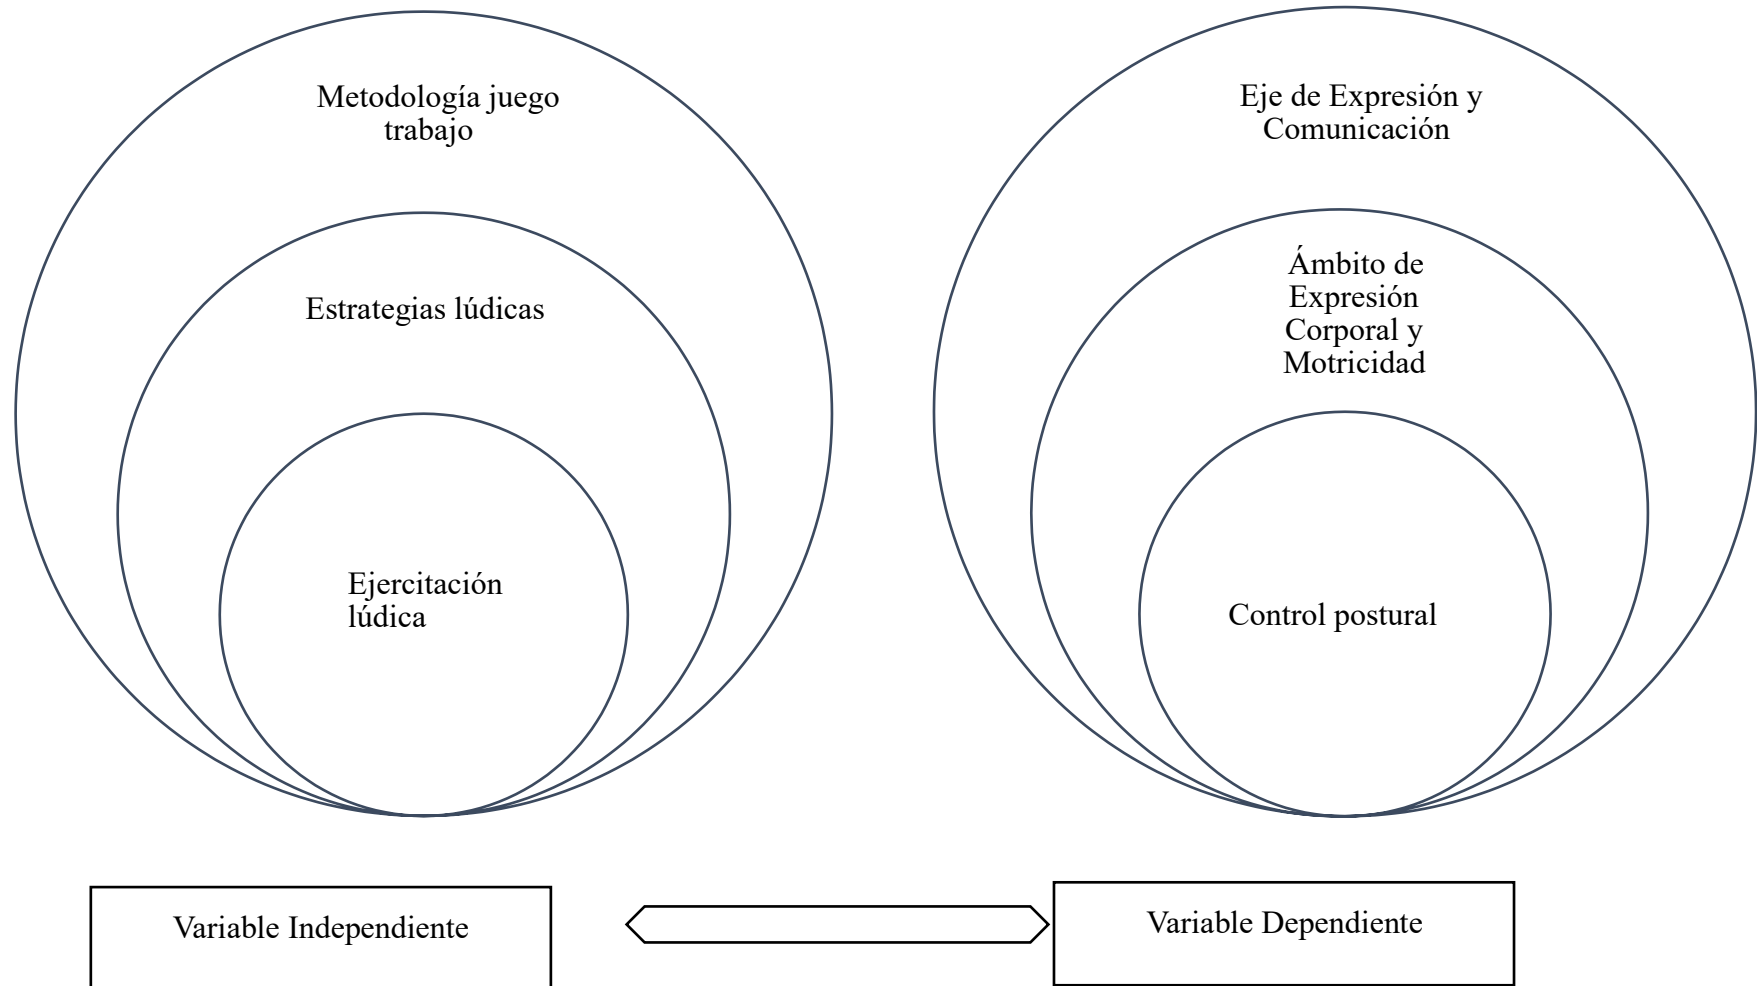 Metodología juego
trabajo
Estrategias lúdicas
Ejercitación
lúdica
Eje de Expresión y
Comunicación
Ámbito de
Expresión
Corporal y
Motricidad
Control postural
Variable Independiente
Variable Dependiente